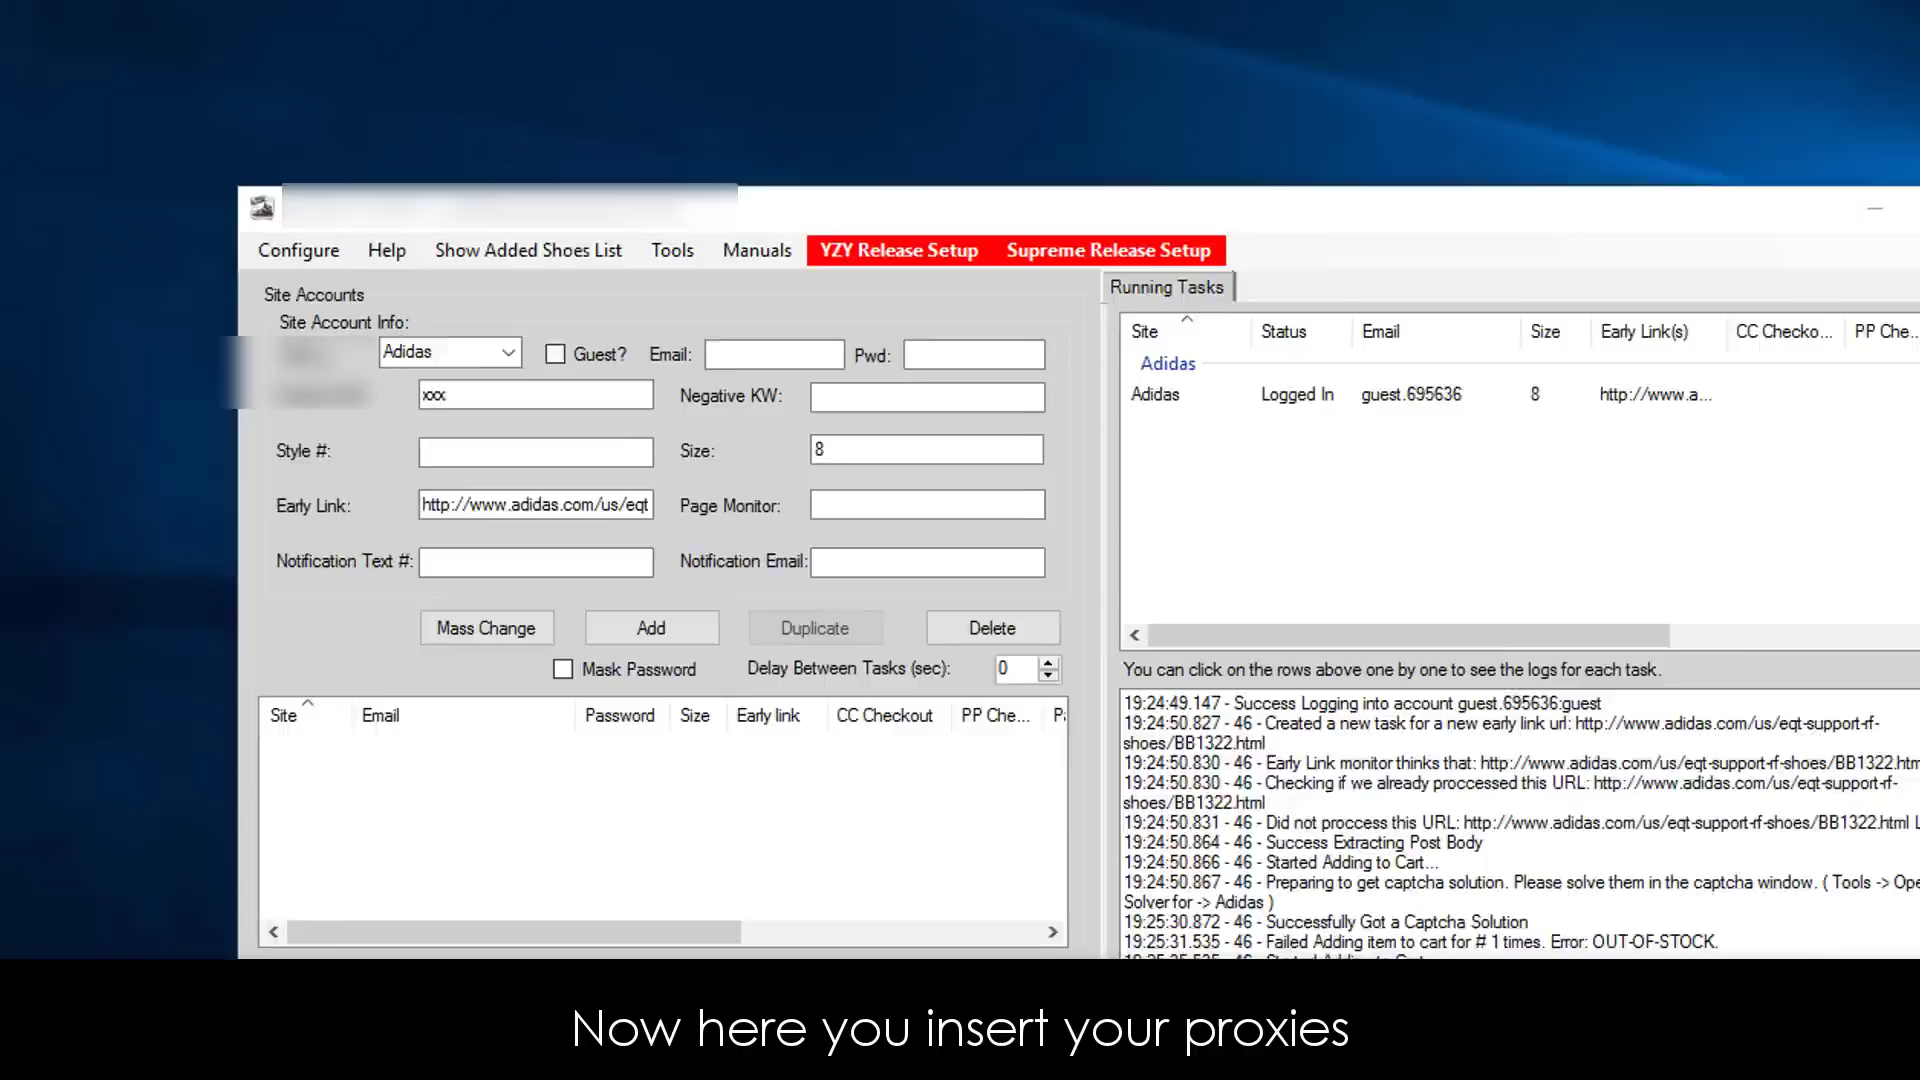 Configure Help Show Added Shoes List Tools Manuals YZY Release Setup Supreme Release Setup
Site Accounts
Site Account Info:
Adidas Guest? Email: Pwd:
xxx Negative KW:
Style #: Size: 8
Early Link: http://www.adidas.com/us/eqt Page Monitor:
Notification Text #: Notification Email:
Mass Change Add Duplicate Delete
Mask Password Delay Between Tasks (sec): 0
Site Email Password Size Early link CC Checkout PP Che...
Running Tasks
Site Status Email Size Early Link(s) CC Checko... PP Che...
Adidas
Adidas Logged In guest.695636 8 http://www.a...
You can click on the rows above one by one to see the logs for each task.
19:24:49.147 - Success Logging into account guest.695636:guest
19:24:50.827 - 46 - Created a new task for a new early link url: http://www.adidas.com/us/eqt-support-rf-
shoes/BB1322.html
19:24:50.830 - 46 - Early Link monitor thinks that: http://www.adidas.com/us/eqt-support-rf-shoes/BB1322.htm
19:24:50.830 - 46 - Checking if we already proccessed this URL: http://www.adidas.com/us/eqt-support-rf-
shoes/BB1322.html
19:24:50.831 - 46 - Did not proccess this URL: http://www.adidas.com/us/eqt-support-rf-shoes/BB1322.html
19:24:50.864 - 46 - Success Extracting Post Body
19:24:50.866 - 46 - Started Adding to Cart...
19:24:50.867 - 46 - Preparing to get captcha solution. Please solve them in the captcha window. ( Tools -> Ope
Solver for -> Adidas )
19:25:30.872 - 46 - Successfully Got a Captcha Solution
19:25:31.535 - 46 - Failed Adding item to cart for # 1 times. Error: OUT-OF-STOCK.
Now here you insert your proxies